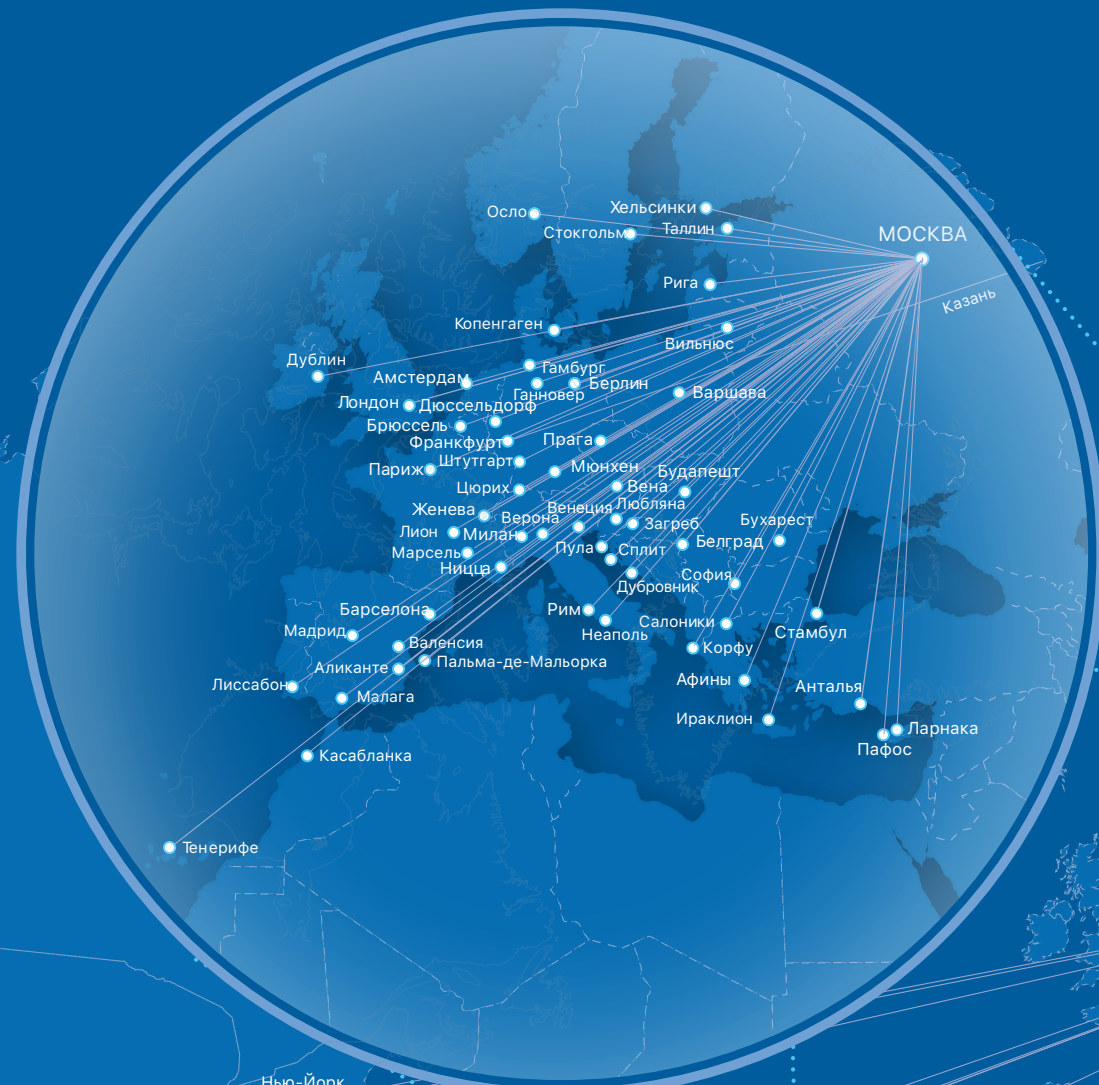 Осло
Хельсинки
Стокгольм
Таллин
МОСКВА
Рига
Казань
Копенгаген
Вильнюс
Дублин
Гамбург
Амстердам
Берлин
Ганновер
Варшава
Лондон
Дюссельдорф
Брюссель
Франкфурт
Прага
Париж
Штутгарт
Мюнхен
Будапешт
Цюрих
Вена
Женева
Венеция
Любляна
Верона
Загреб
Бухарест
Лион
Милан
Пула
Сплит
Белград
Марсель
Ницца
София
Дубровник
Барселона
Рим
Мадрид
Неаполь
Салоники
Стамбул
Валенсия
Корфу
Аликанте
Пальма-де-Мальорка
Афины
Лиссабон
Анталья
Малага
Ираклион
Ларнака
Пафос
Касабланка
Тенерифе
Нью-Йорк